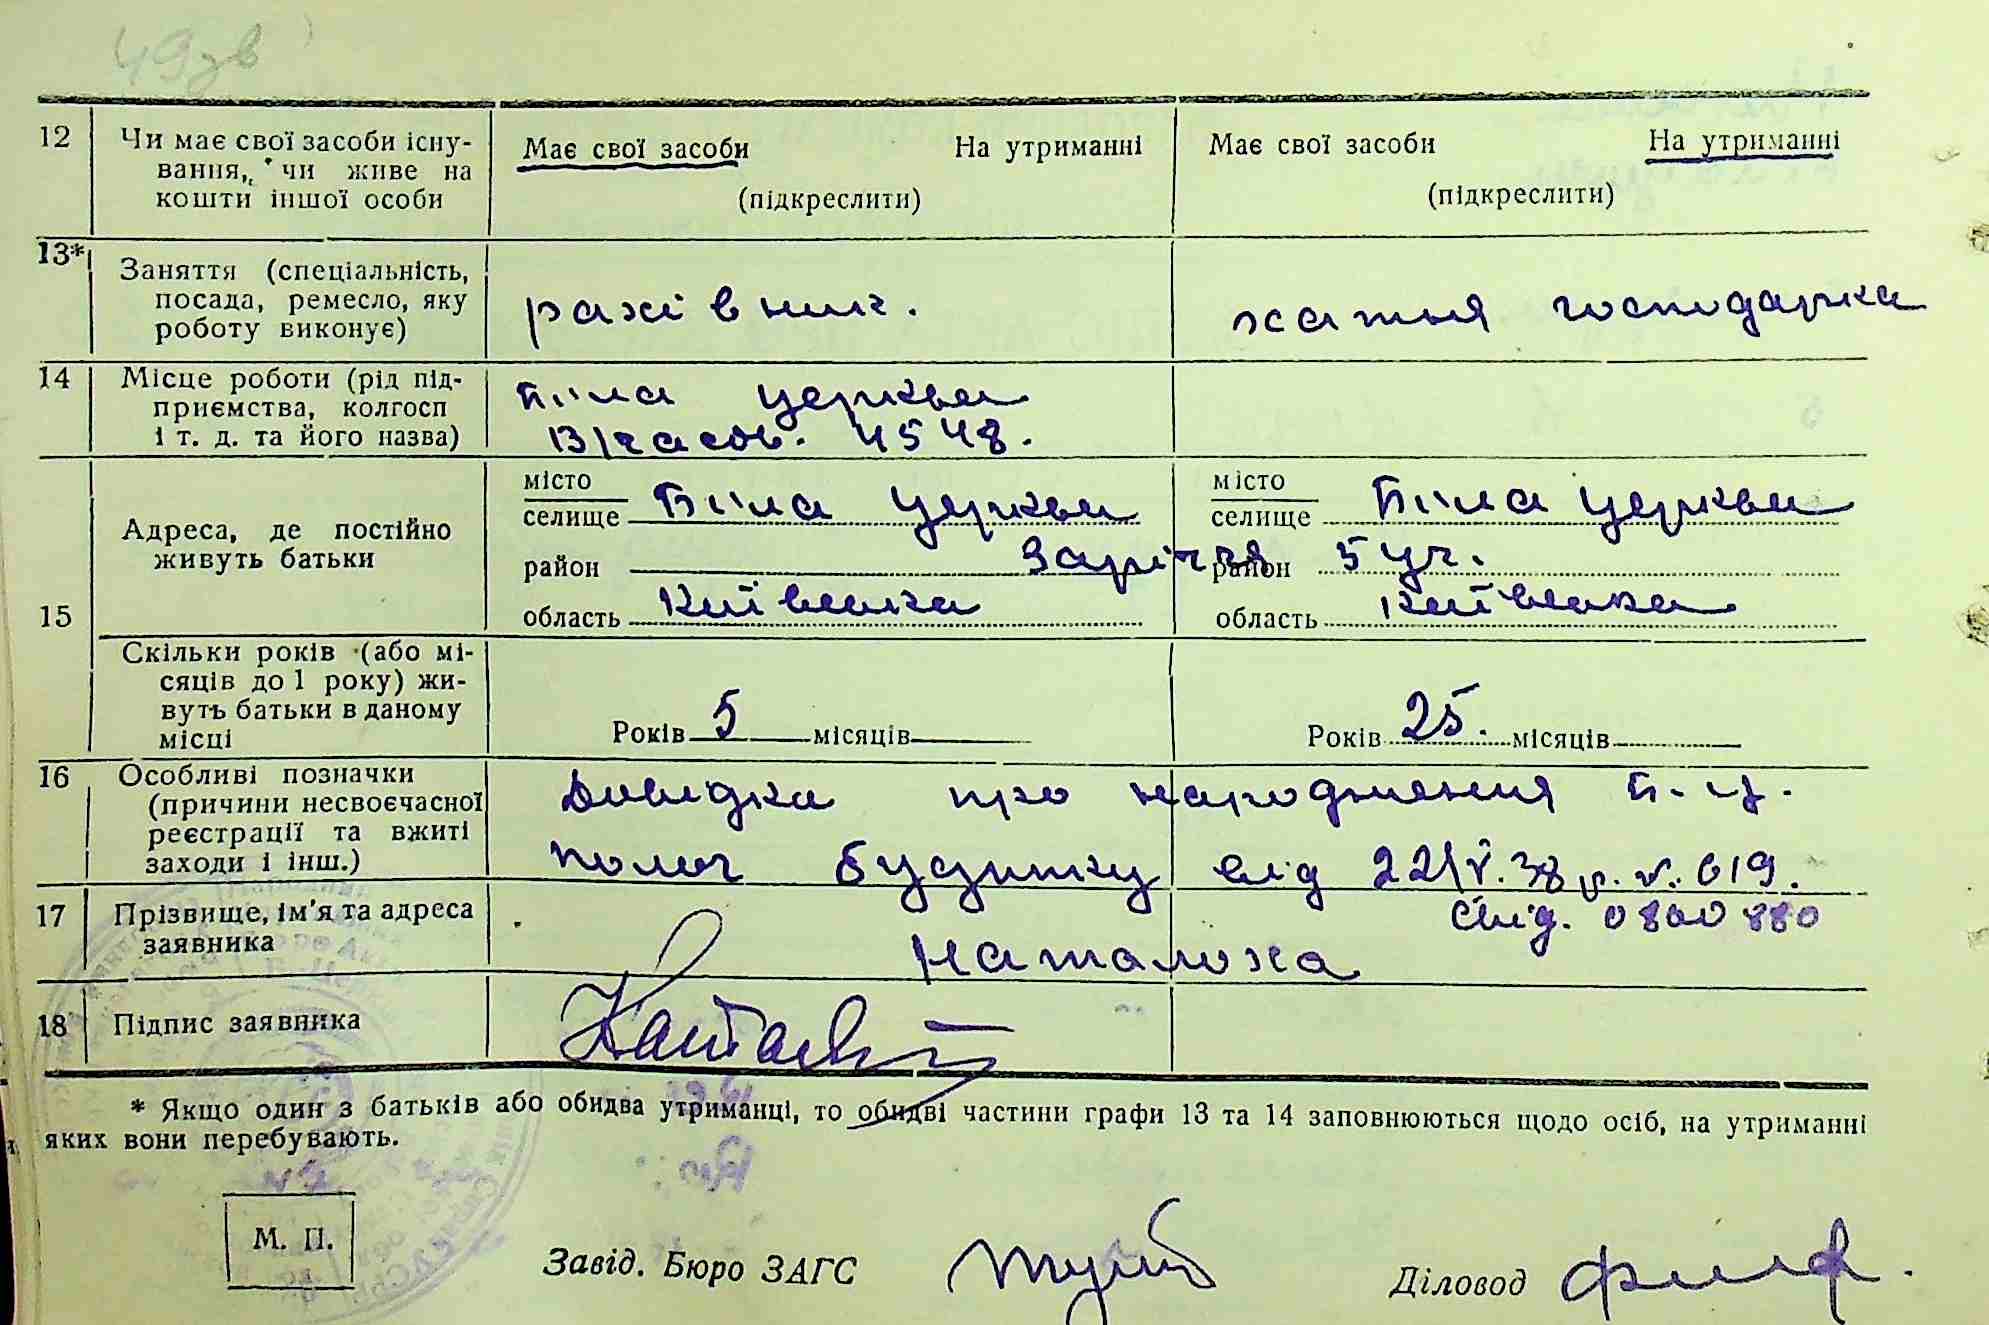 49зв
12 Чи має свої засоби існу- Має свої засоби На утриманні Має свої засоби На утриманні
вання, чи живе на
кошти іншої особи (підкреслити) (підкреслити)
13* Заняття (спеціальність,
посада, ремесло, яку рахівник. хатня господарка
роботу виконує)
14 Місце роботи (рід під- Біла церква
приємства, колгосп В/часов. 4548.
і т. д. та його назва)
місто Біла церква місто Біла церква
селище селище
Адреса, де постійно
живуть батьки район Заріччя район 5 уч.
15 область Київська область Київська
Скільки років (або мі-
сяців до 1 року) жи-
вуть батьки в даному Років 5 місяців Років 25. місяців
місці
16 Особливі позначки Довідка про народження Б-Ц.
(причини несвоєчасної
реєстрації та вжиті полог будинку від 22/V.38 р. №. 619.
заходи і інш.)
17 Прізвище, ім'я та адреса Свід. 0800880
заявника
18 Підпис заявника
* Якщо один з батьків або обидва утриманці, то обидві частини графи 13 та 14 заповнюються щодо осіб, на утриманні
яких вони перебувають.
М. П.
Завід. Бюро ЗАГС Діловод